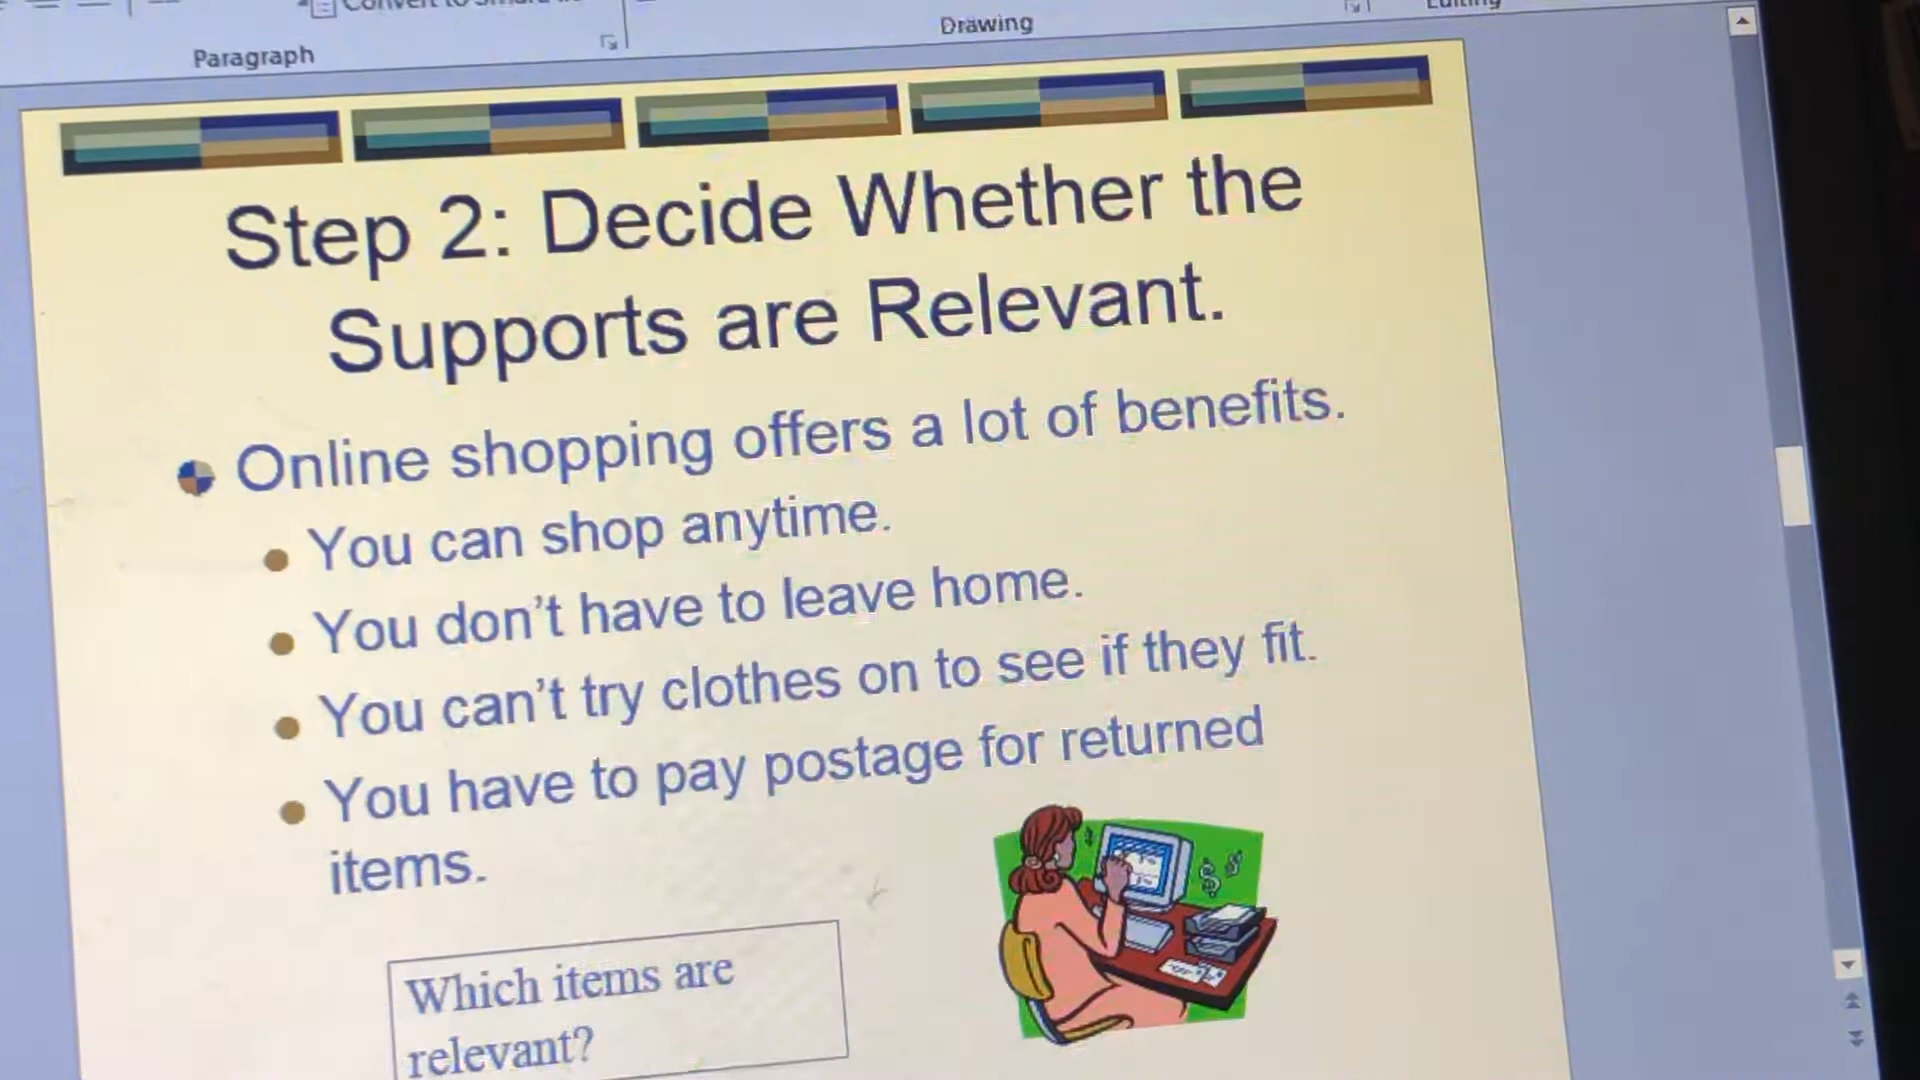 Paragraph
Drawing
Step 2: Decide Whether the
Supports are Relevant.
Online shopping offers a lot of benefits.
You can shop anytime.
You don't have to leave home.
You can't try clothes on to see if they fit.
You have to pay postage for returned
items.
Which items are
relevant?